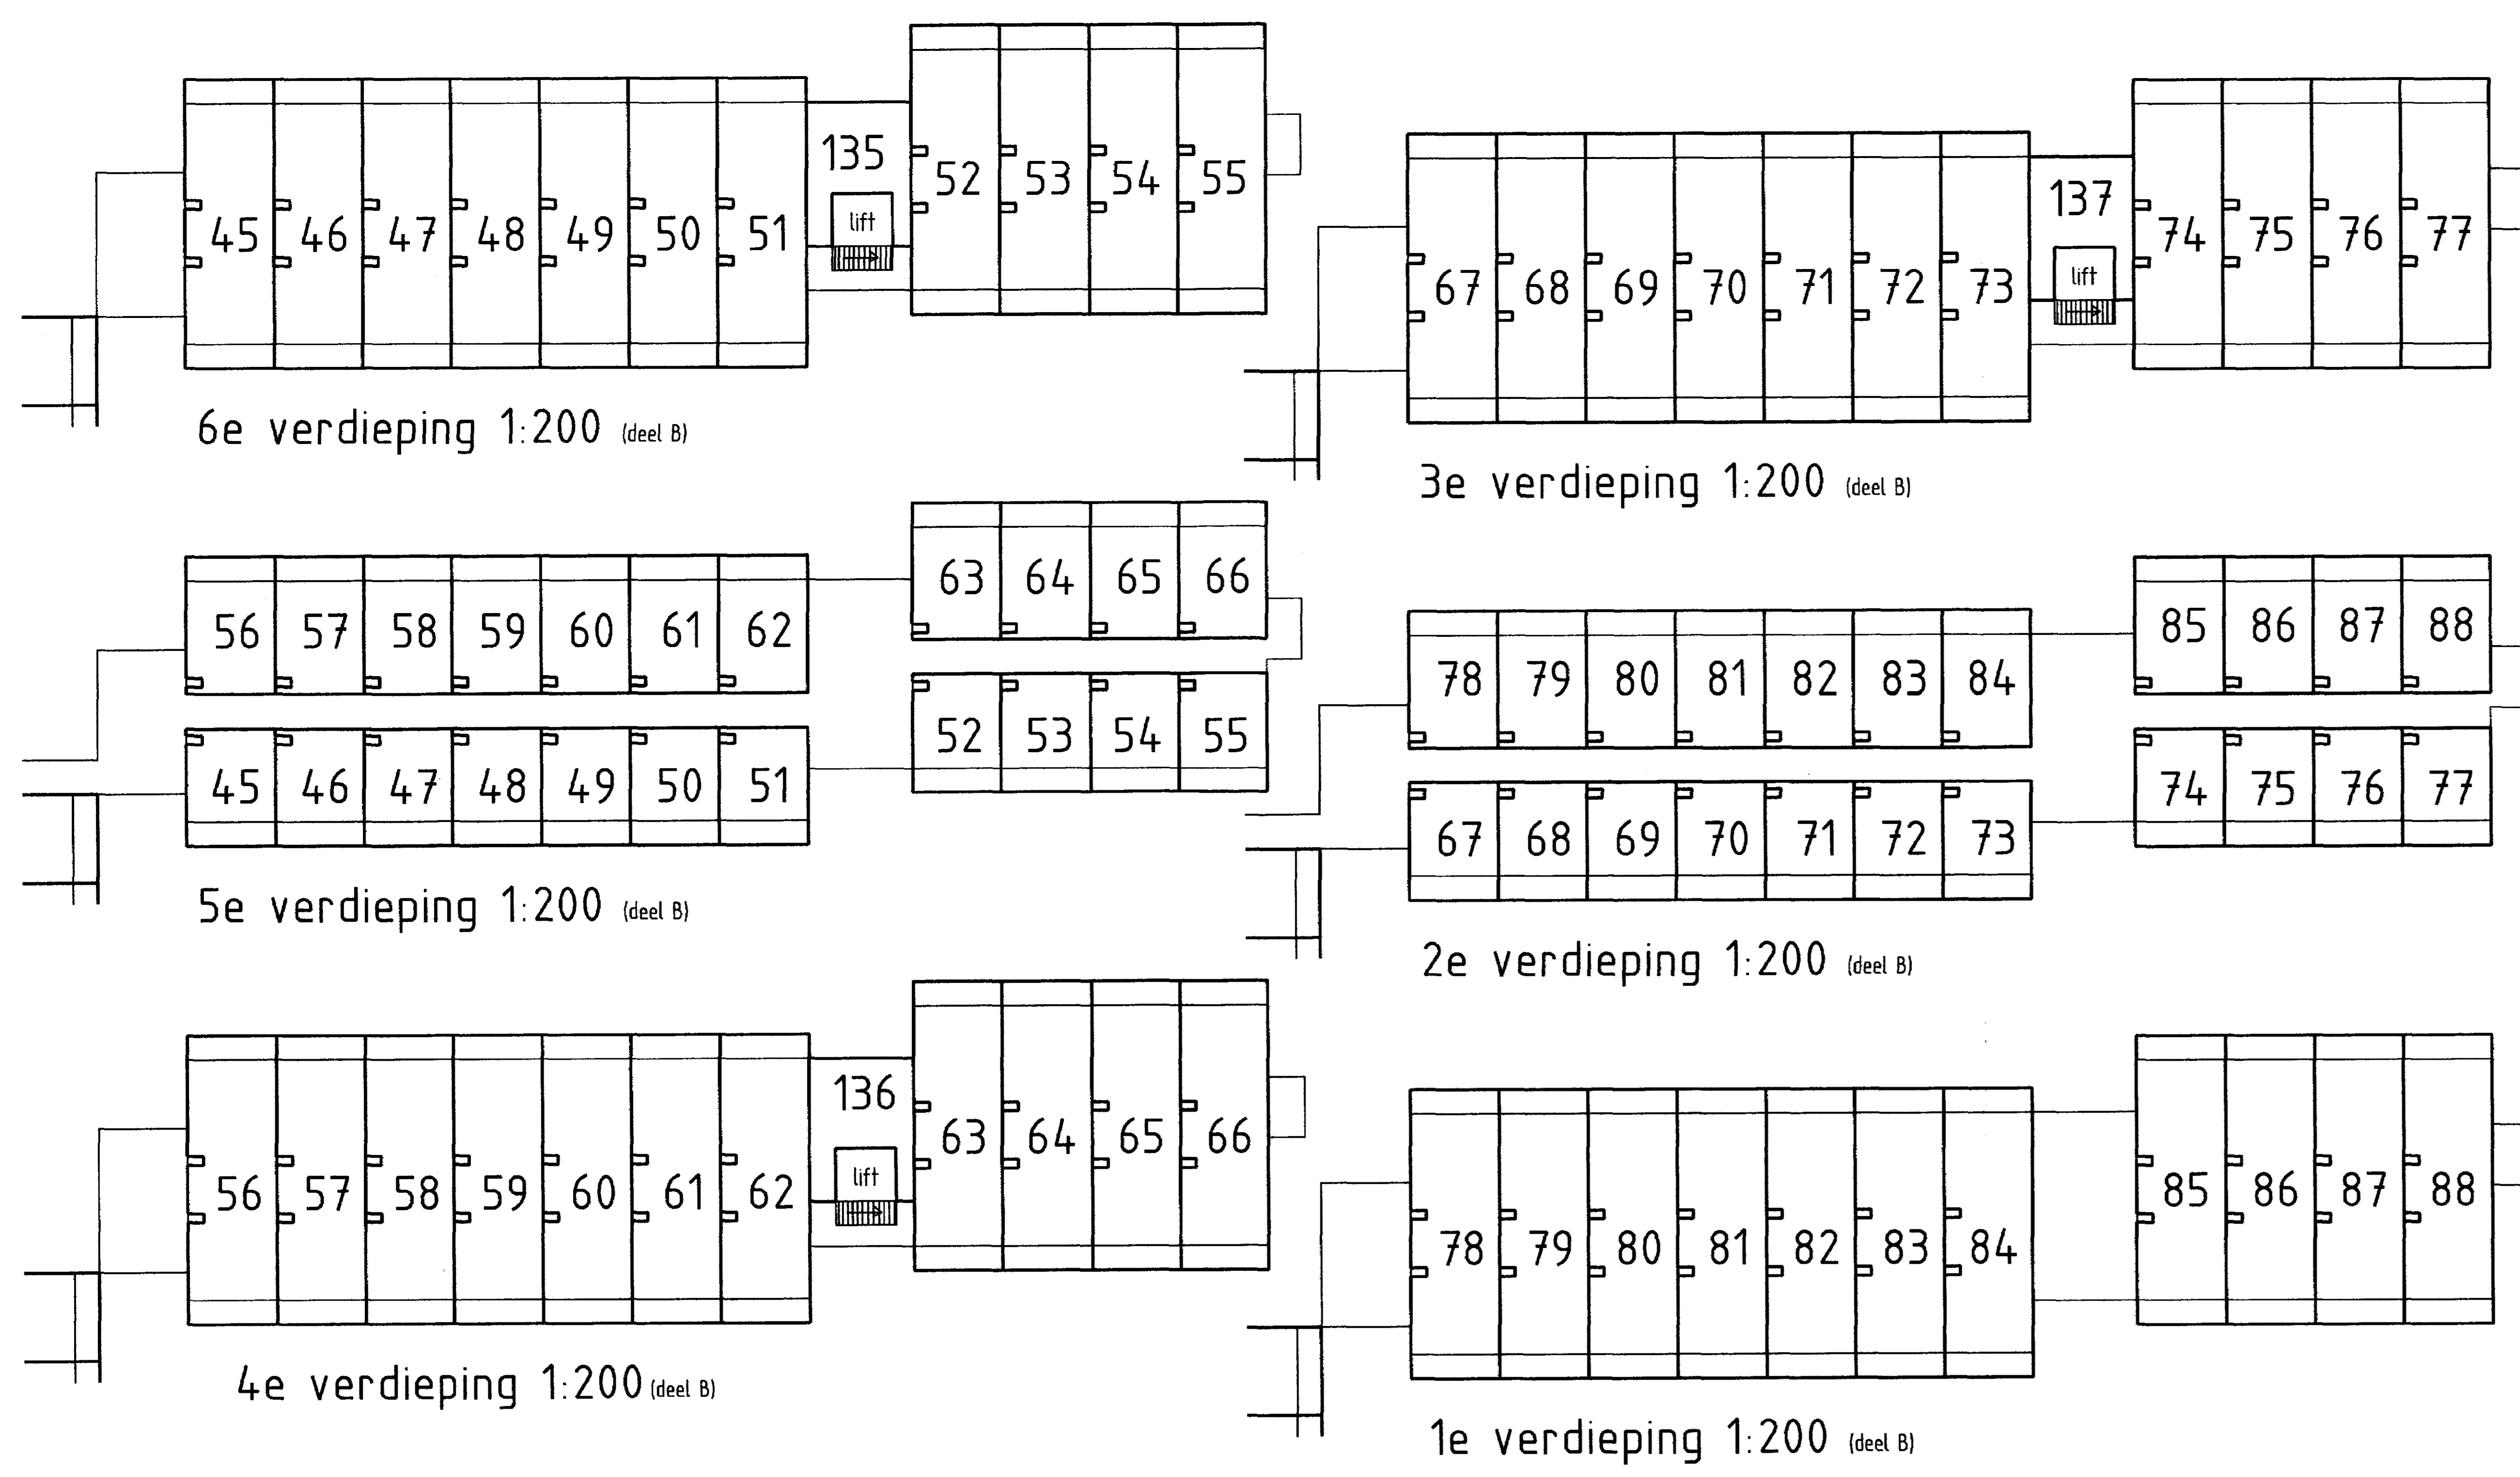 135
52 53 54 55
lift
45 46 47 48 49 50 51
6e verdieping 1:200 (deel B)
63 64 65 66
56 57 58 59 60 61 62
52 53 54 55
45 46 47 48 49 50 51
5e verdieping 1:200 (deel B)
136
63 64 65 66
lift
56 57 58 59 60 61 62
4e verdieping 1:200 (deel B)
137
74 75 76 77
lift
67 68 69 70 71 72 73
3e verdieping 1:200 (deel B)
85 86 87 88
78 79 80 81 82 83 84
74 75 76 77
67 68 69 70 71 72 73
2e verdieping 1:200 (deel B)
85 86 87 88
78 79 80 81 82 83 84
1e verdieping 1:200 (deel B)